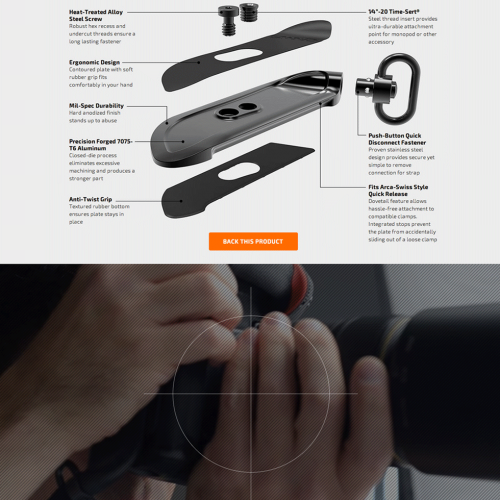 Heat-Treated Alloy
Steel Screw
Robust hex recess and
undercut threads ensure a
long lasting fastener
Ergonomic Design
Contoured plate with soft
rubber grip fits
comfortably in your hand
Mil-Spec Durability
Hard anodized finish
stands up to abuse
Precision Forged 7075-
T6 Aluminum
Closed-die process
eliminates excessive
machining and produces a
stronger part
Anti-Twist Grip
Textured rubber bottom
ensures plate stays in
place
14"-20 Time-Sert®
Steel thread insert provides
ultra-durable attachment
point for monopod or other
accessory
Push-Button Quick
Disconnect Fastener
Proven stainless steel
design provides secure yet
simple to remove
connection for strap
Fits Arca-Swiss Style
Quick Release
Dovetail feature allows
hassle-free attachment to
compatible clamps.
Integrated stops prevent
the plate from accidentally
sliding out of a loose clamp
BACK THIS PRODUCT